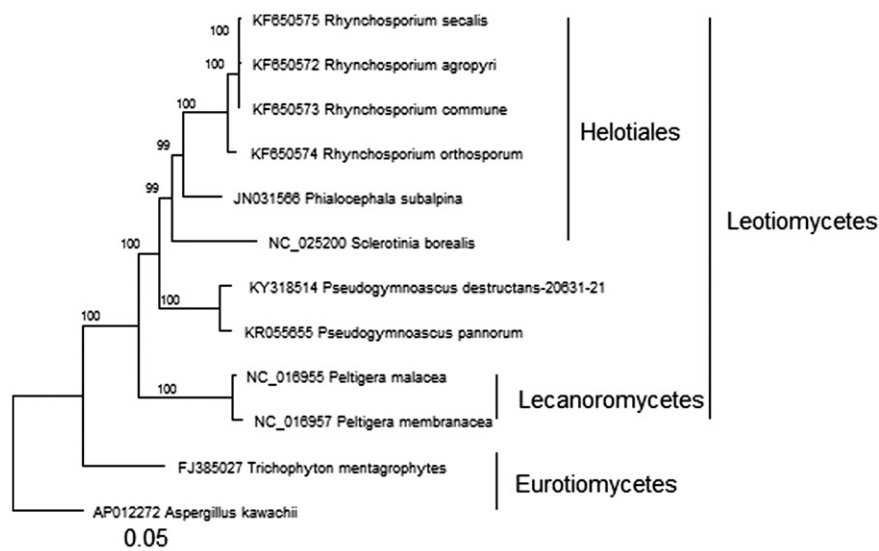 100
KF650575 Rhynchosporium secalis
100
KF650572 Rhynchosporium agropyri
100
KF650573 Rhynchosporium commune
Helotiales
99
KF650574 Rhynchosporium orthosporum
99
JN031566 Phialocephala subalpina
Leotiomycetes
100
NC_025200 Sclerotinia borealis
KY318514 Pseudogymnoascus destructans-20631-21
100
100
KR055655 Pseudogymnoascus pannorum
NC_016955 Peltigera malacea
100
Lecanoromycetes
NC_016957 Peltigera membranacea
FJ385027 Trichophyton mentagrophytes
Eurotiomycetes
AP012272 Aspergillus kawachii
0.05